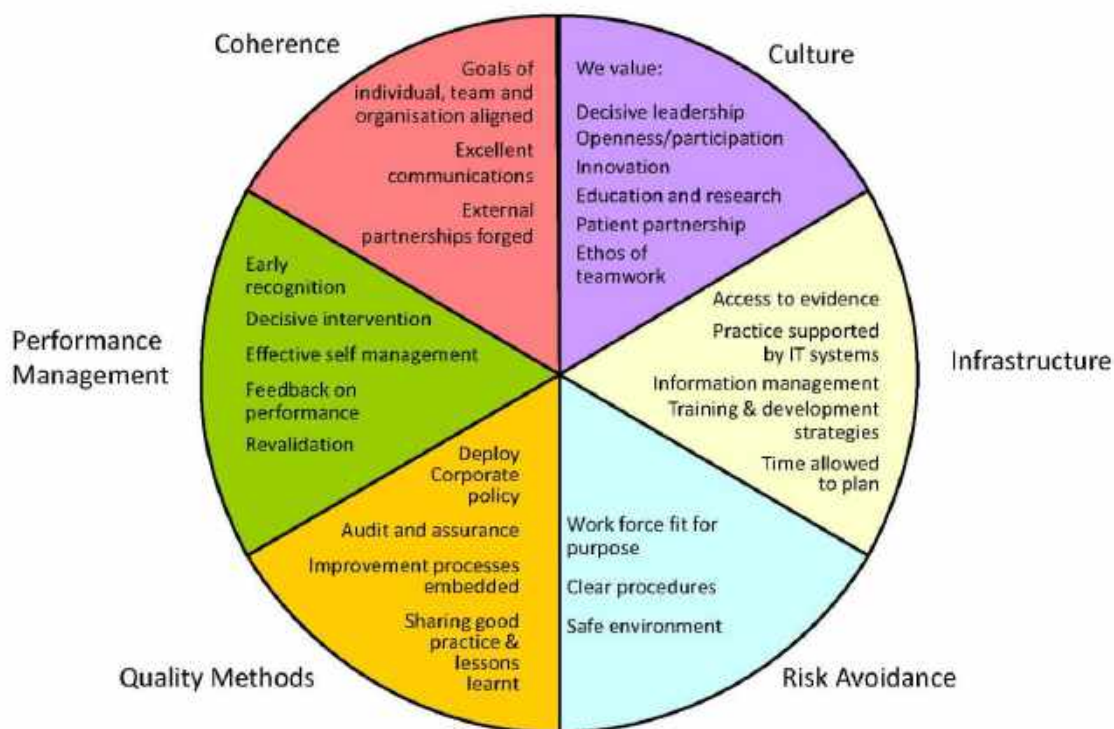 Coherence
Goals of
individual, team and
organisation aligned
Excellent
communications
External
partnerships forged
Culture
We value:
Decisive leadership
Openness/participation
Innovation
Education and research
Patient partnership
Ethos of
teamwork
Infrastructure
Access to evidence
Practice supported
by IT systems
Information management
Training & development
strategies
Time allowed
to plan
Risk Avoidance
Work force fit for
purpose
Clear procedures
Safe environment
Quality Methods
Deploy
Corporate
policy
Audit and assurance
Improvement processes
embedded
Sharing good
practice &
lessons
learnt
Performance
Management
Early
recognition
Decisive intervention
Effective self management
Feedback on
performance
Revalidation